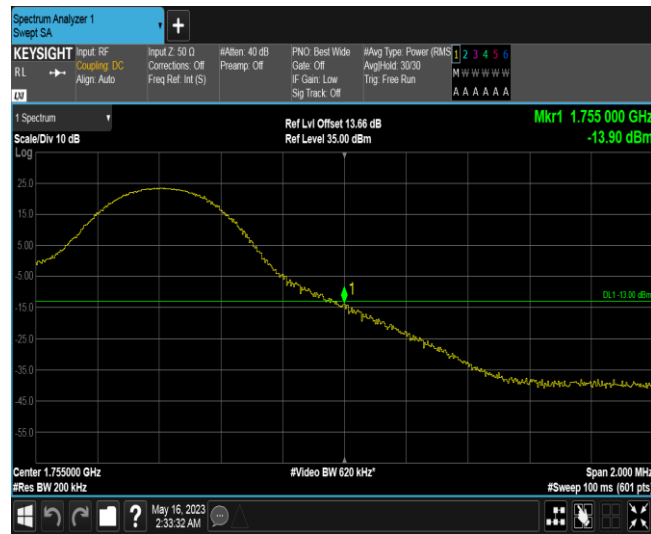 Spectrum Analyzer 1
Swept SA
+
KEYSIGHT
RL
LXI
Input: RF
Coupling: DC
Align: Auto
Input Z: 50 Ω
Corrections: Off
Freq Ref: Int (S)
#Atten: 40 dB
Preamp: Off
PNO: Best Wide
Gate: Off
IF Gain: Low
Sig Track: Off
#Avg Type: Power (RMS
Avg|Hold: 30/30
Trig: Free Run
1 2 3 4 5 6
M W W W W W
A A A A A A
1 Spectrum
Scale/Div 10 dB
Ref Lvl Offset 13.66 dB
Ref Level 35.00 dBm
Mkr1 1.755 000 GHz
-13.90 dBm
Log
25.0
15.0
5.00
-5.00
-15.0
-25.0
-35.0
-45.0
-55.0
1
DL1 -13.00 dBm
Center 1.755000 GHz
#Res BW 200 kHz
#Video BW 620 kHz*
Span 2.000 MHz
#Sweep 100 ms (601 pts
?
May 16, 2023
2:33:32 AM